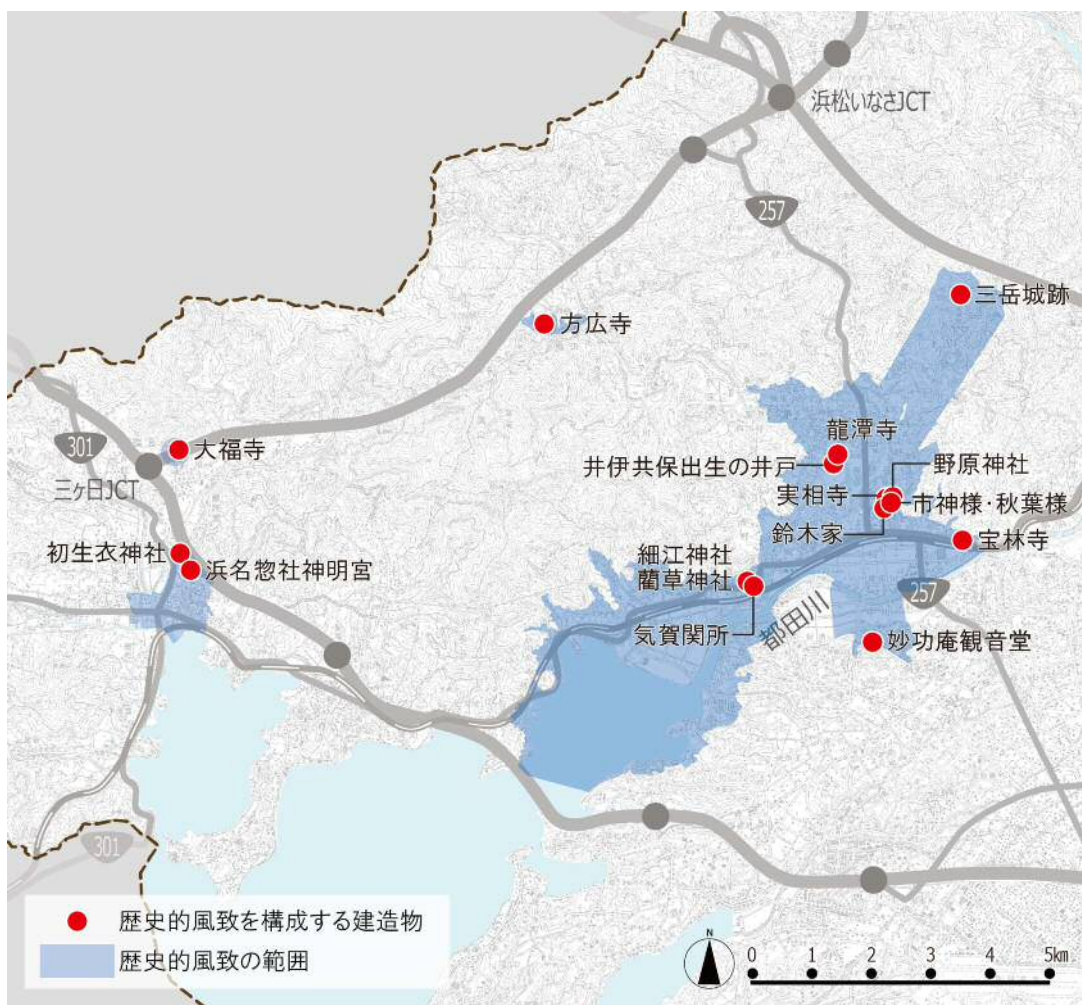 浜松いなさJCT
257
三岳城跡
方広寺
龍潭寺
301
大福寺
井伊共保出生の井戸
野原神社
三ヶ日JCT
実相寺
市神様・秋葉様
鈴木家
宝林寺
初生衣神社
細江神社
浜名惣社神明宮
藺草神社
257
気賀関所
都田川
妙功庵観音堂
301
歴史的風致を構成する建造物
歴史的風致の範囲
N
0 1 2 3 4 5km